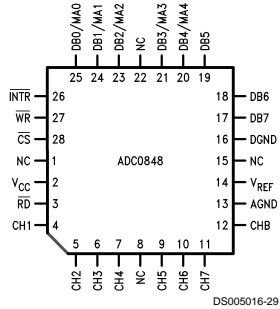 DB0/MA0
DB1/MA1
DB2/MA2
NC
DB3/MA3
DB4/MA4
DB5
25 24 23 22 21 20 19
INTR 26
WR 27
CS 28
NC 1
VCC 2
RD 3
CH1 4
ADC0848
18 DB6
17 DB7
16 DGND
15 NC
14 VREF
13 AGND
12 CH8
5 6 7 8 9 10 11
CH2
CH3
CH4
NC
CH5
CH6
CH7
DS005016-29